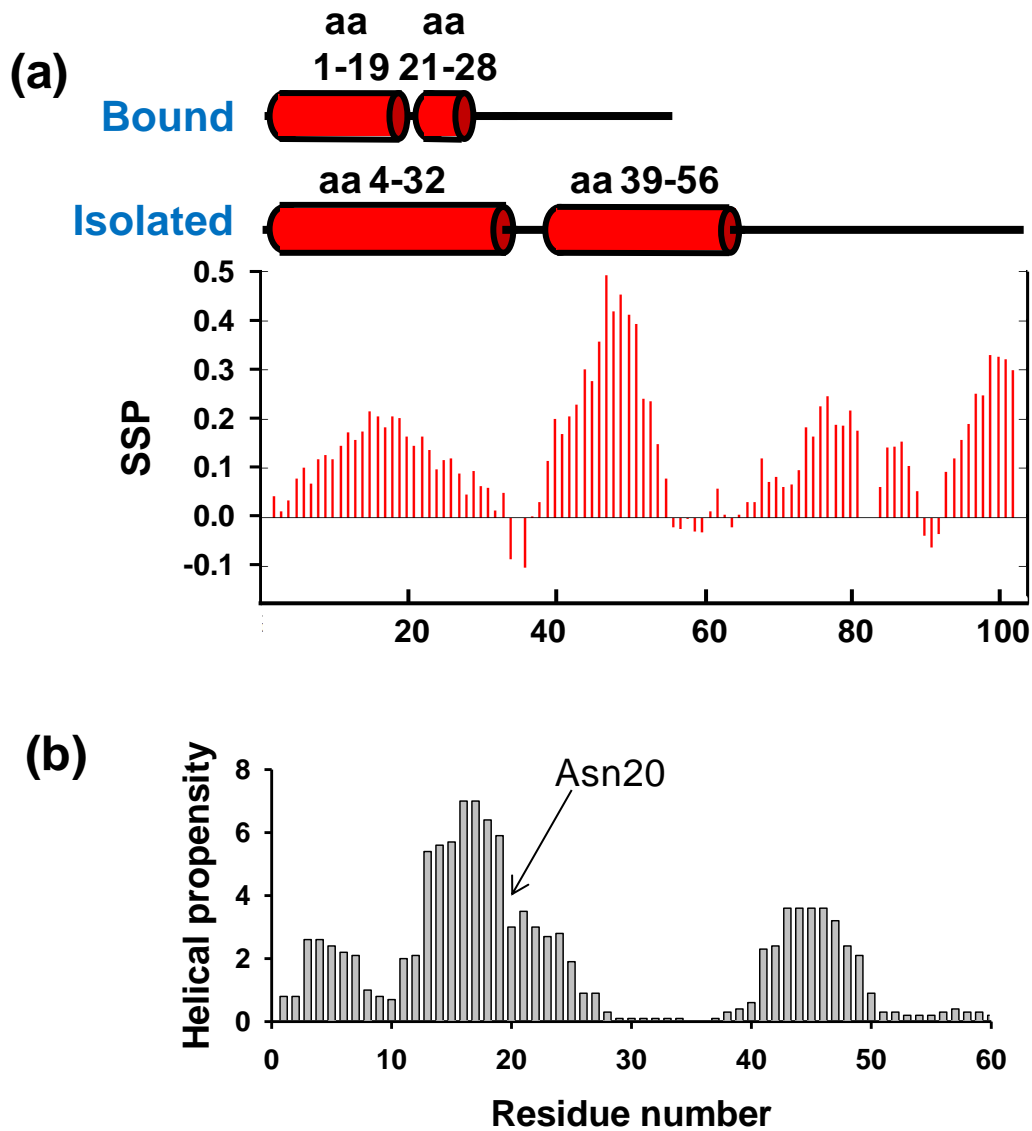 (a)
aa aa
1-19 21-28
Bound
aa 4-32 aa 39-56
Isolated
0.5
0.4
0.3
0.2
0.1
0.0
-0.1
SSP
20 40 60 80 100
(b)
Helical propensity
8
6
4
2
0
Asn20
0 10 20 30 40 50 60
Residue number